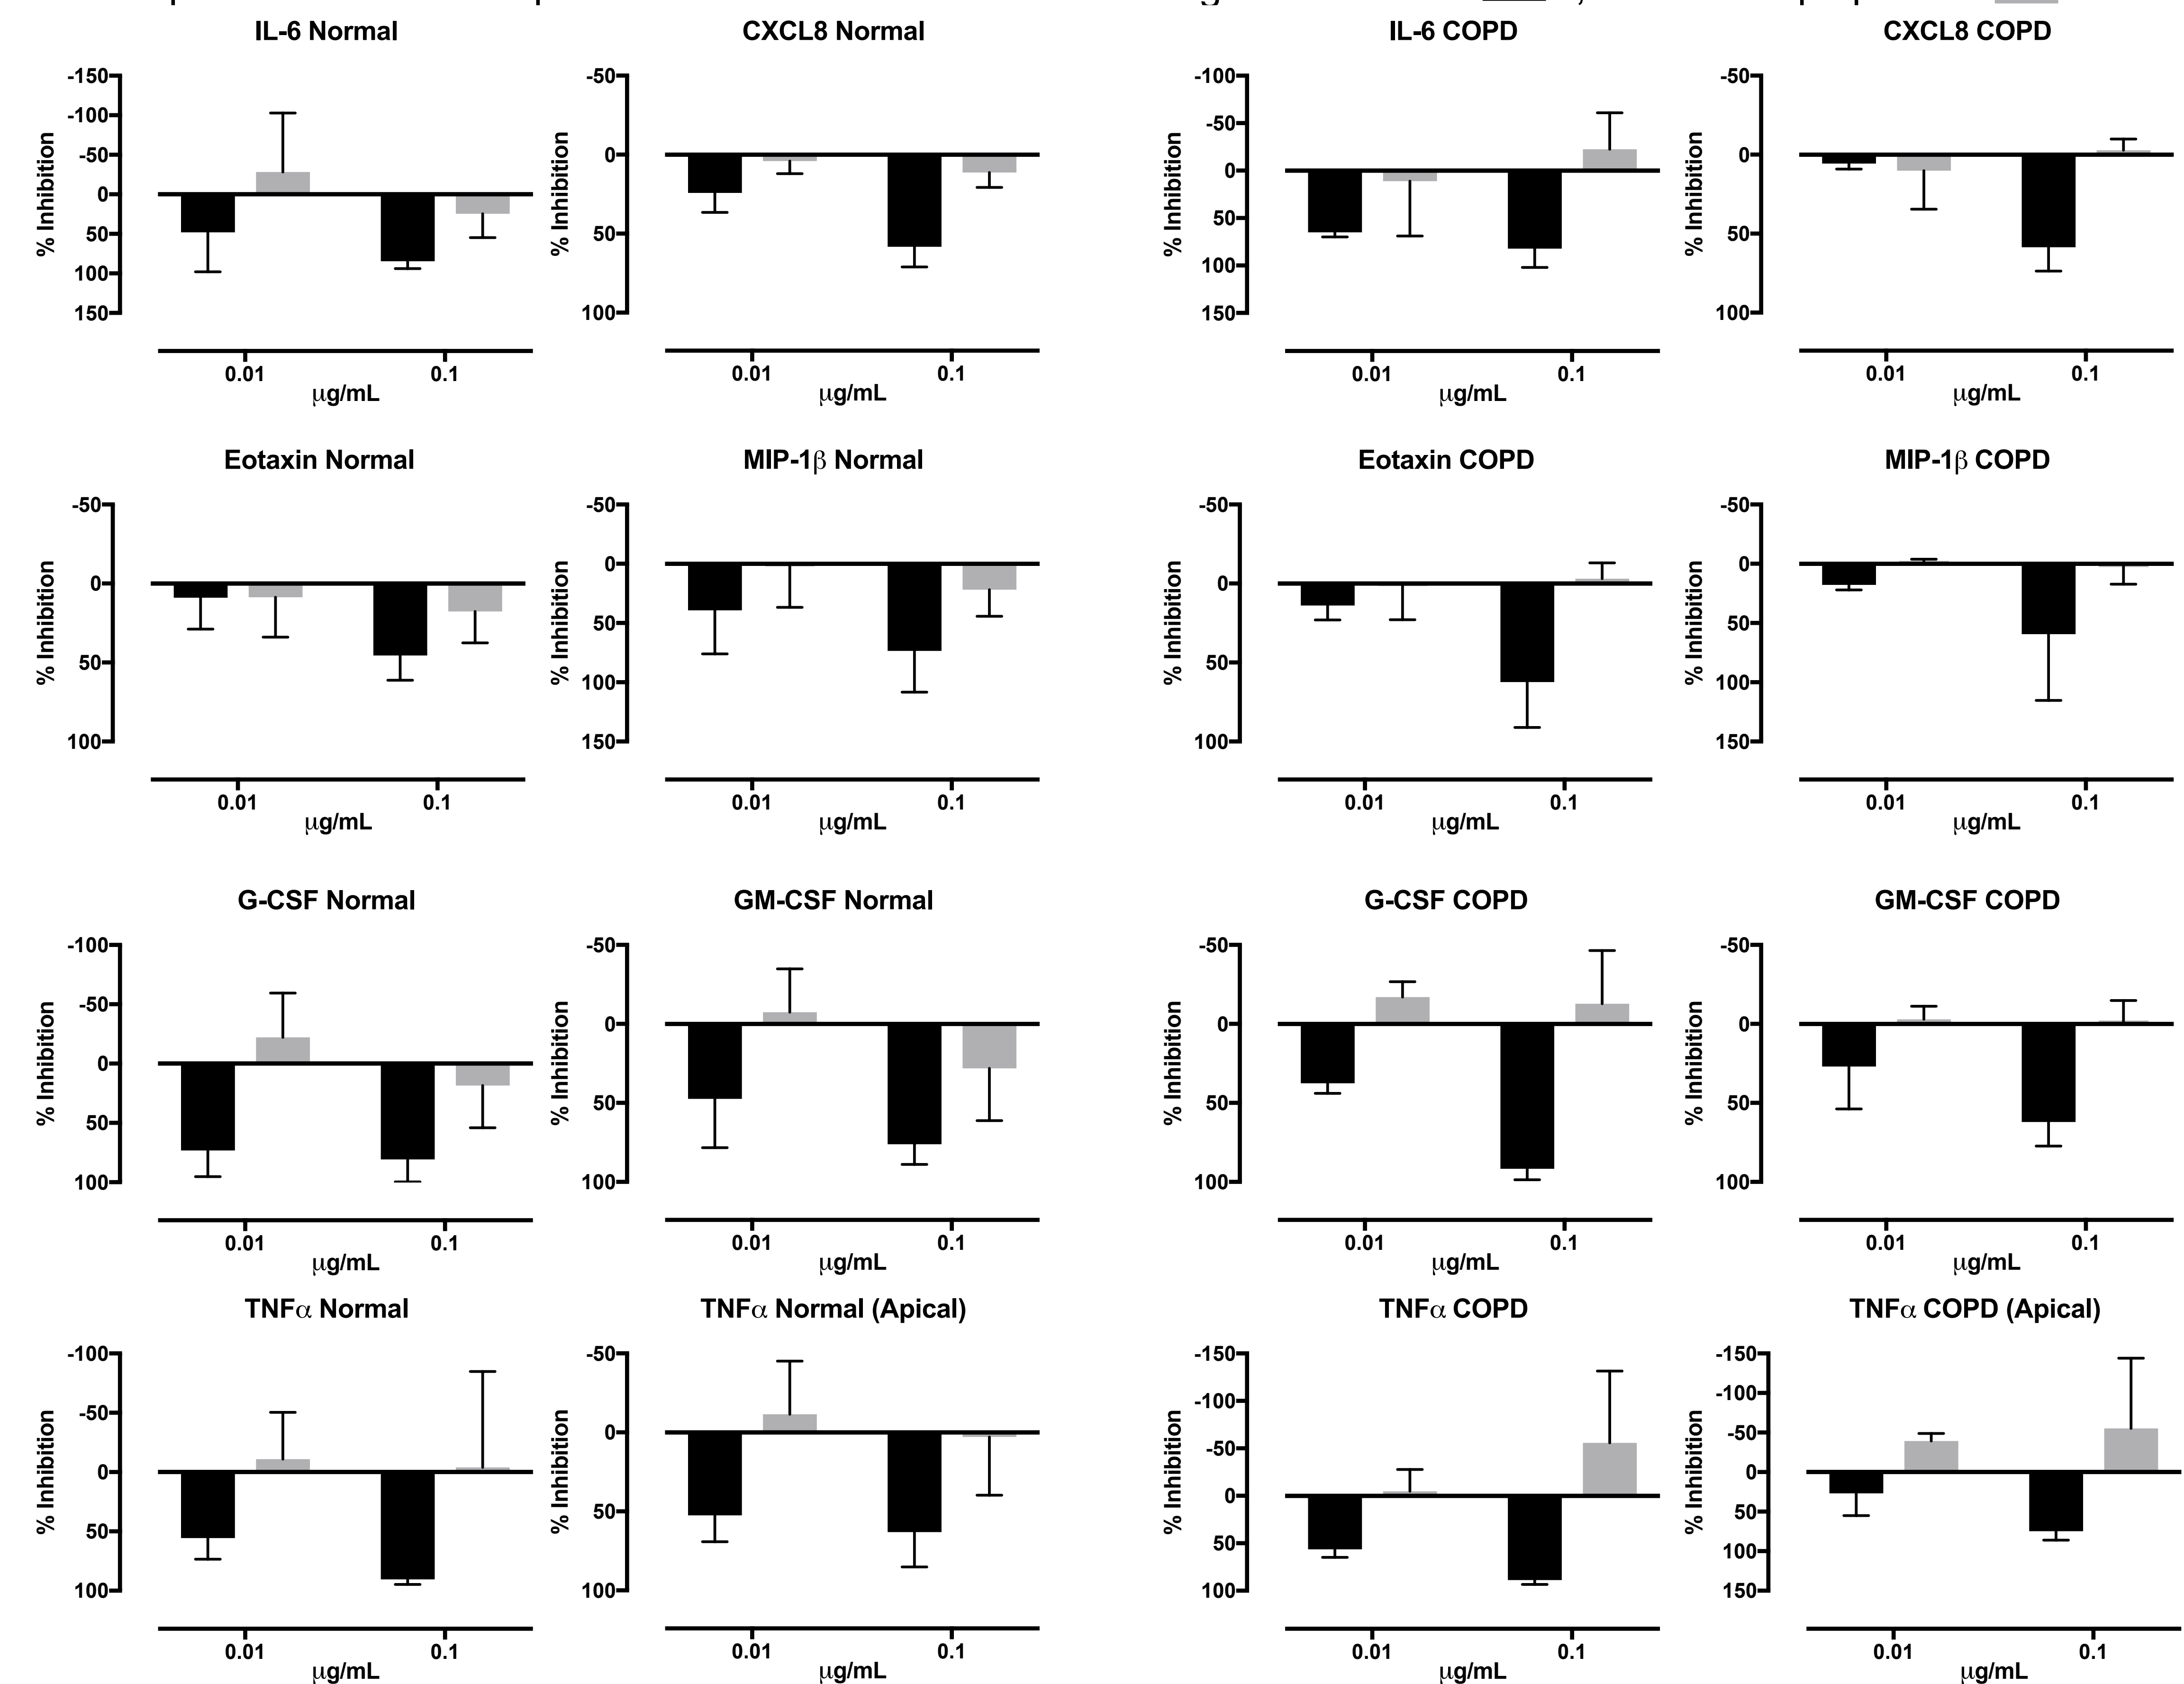 IL-6 Normal
-150
-100
-50
0
50
100
150
% Inhibition
0.01
0.1
μg/mL
CXCL8 Normal
-50
0
50
100
% Inhibition
0.01
0.1
μg/mL
IL-6 COPD
-100
-50
0
50
100
150
% Inhibition
0.01
0.1
μg/mL
CXCL8 COPD
-50
0
50
100
% Inhibition
0.01
0.1
μg/mL
Eotaxin Normal
-50
0
50
100
% Inhibition
0.01
0.1
μg/mL
MIP-1β Normal
-50
0
50
100
150
% Inhibition
0.01
0.1
μg/mL
Eotaxin COPD
-50
0
50
100
% Inhibition
0.01
0.1
μg/mL
MIP-1β COPD
-50
0
50
100
150
% Inhibition
0.01
0.1
μg/mL
G-CSF Normal
-100
-50
0
50
100
% Inhibition
0.01
0.1
μg/mL
GM-CSF Normal
-50
0
50
100
% Inhibition
0.01
0.1
μg/mL
G-CSF COPD
-50
0
50
100
% Inhibition
0.01
0.1
μg/mL
GM-CSF COPD
-50
0
50
100
% Inhibition
0.01
0.1
μg/mL
TNFα Normal
-100
-50
0
50
100
% Inhibition
0.01
0.1
μg/mL
TNFα Normal (Apical)
-50
0
50
100
% Inhibition
0.01
0.1
μg/mL
TNFα COPD
-150
-100
-50
0
50
100
% Inhibition
0.01
0.1
μg/mL
TNFα COPD (Apical)
-150
-100
-50
0
50
100
150
% Inhibition
0.01
0.1
μg/mL